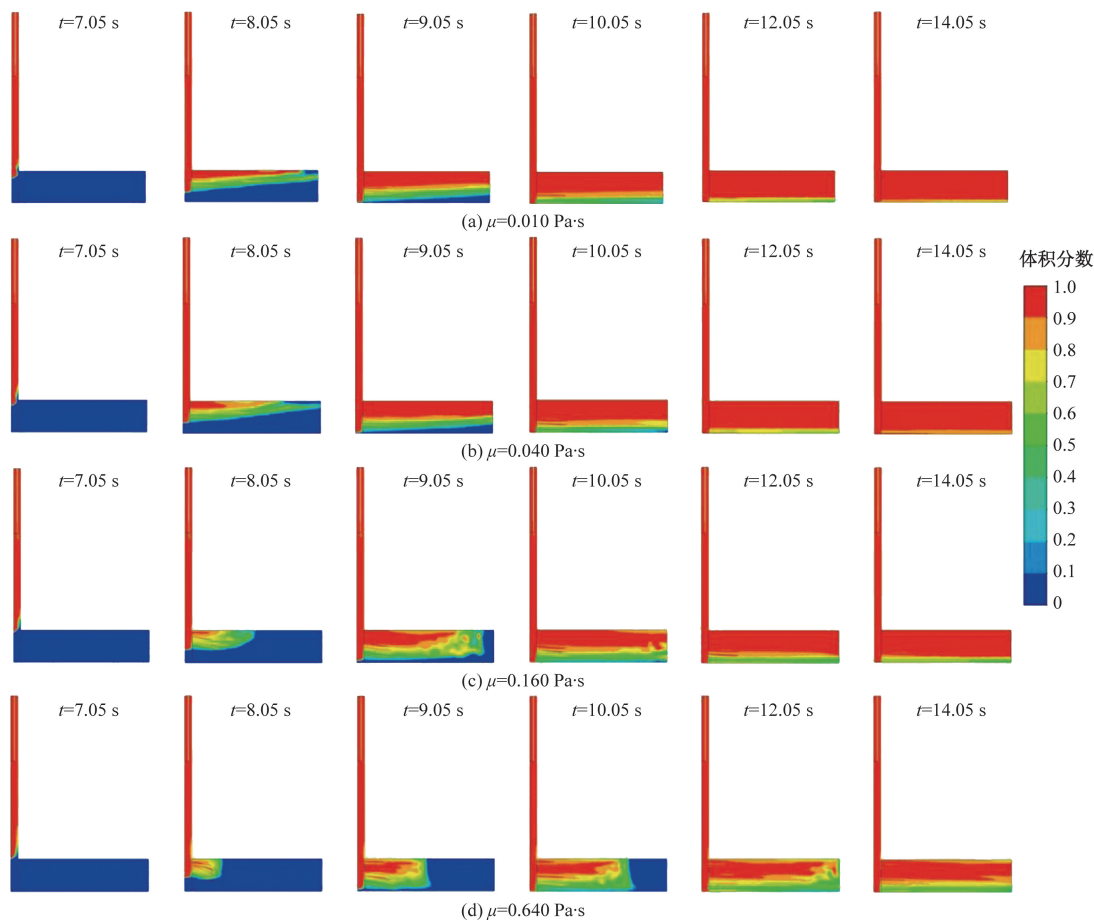 t=7.05 s t=8.05 s t=9.05 s t=10.05 s t=12.05 s t=14.05 s
(a) μ=0.010 Pa·s
t=7.05 s t=8.05 s t=9.05 s t=10.05 s t=12.05 s t=14.05 s
(b) μ=0.040 Pa·s
t=7.05 s t=8.05 s t=9.05 s t=10.05 s t=12.05 s t=14.05 s
(c) μ=0.160 Pa·s
t=7.05 s t=8.05 s t=9.05 s t=10.05 s t=12.05 s t=14.05 s
(d) μ=0.640 Pa·s
体积分数
1.0
0.9
0.8
0.7
0.6
0.5
0.4
0.3
0.2
0.1
0